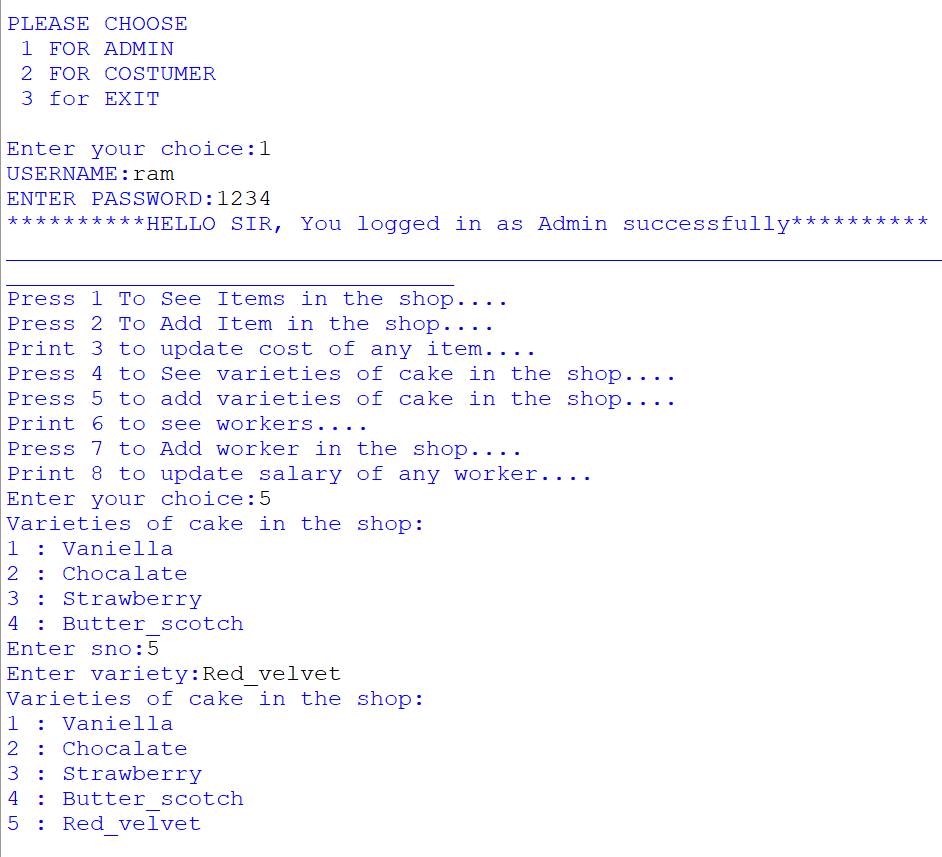 PLEASE CHOOSE
1 FOR ADMIN
2 FOR COSTUMER
3 for EXIT
Enter your choice:1
USERNAME:ram
ENTER PASSWORD:1234
**********HELLO SIR, You logged in as Admin successfully**********
Press 1 To See Items in the shop....
Press 2 To Add Item in the shop....
Print 3 to update cost of any item....
Press 4 to See varieties of cake in the shop....
Press 5 to add varieties of cake in the shop....
Print 6 to see workers....
Press 7 to Add worker in the shop....
Print 8 to update salary of any worker....
Enter your choice:5
Varieties of cake in the shop:
1 : Vaniella
2 : Chocalate
3 : Strawberry
4 : Butter_scotch
Enter sno:5
Enter variety:Red_velvet
Varieties of cake in the shop:
1 : Vaniella
2 : Chocalate
3 : Strawberry
4 : Butter_scotch
5 : Red_velvet